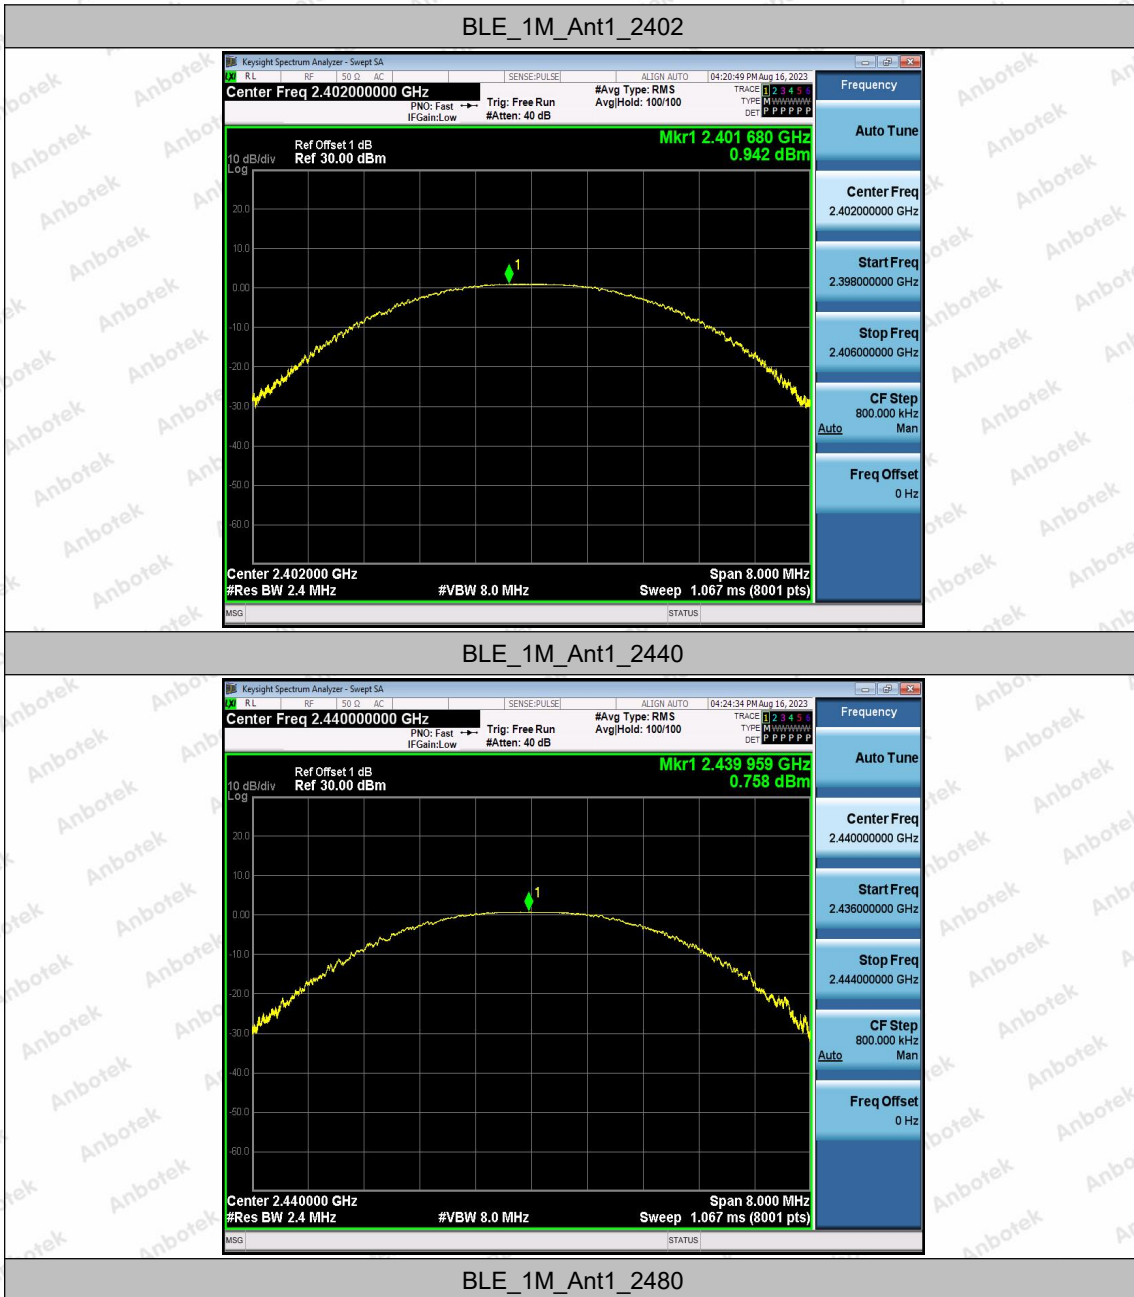 BLE_1M_Ant1_2402
Keysight Spectrum Analyzer - Swept SA
LXI RL RF 50 Ω AC SENSE:PULSE ALIGN AUTO 04:20:49 PM Aug 16, 2023
Center Freq 2.402000000 GHz
PNO: Fast
IFGain:Low
Trig: Free Run
#Atten: 40 dB
#Avg Type: RMS
Avg|Hold: 100/100
TRACE 1 2 3 4 5 6
TYPE M W W W W W
DET P P P P P P
Frequency
Auto Tune
Center Freq
2.402000000 GHz
Start Freq
2.398000000 GHz
Stop Freq
2.406000000 GHz
CF Step
800.000 kHz
Auto Man
Freq Offset
0 Hz
Mkr1 2.401 680 GHz
0.942 dBm
Ref Offset 1 dB
10 dB/div Ref 30.00 dBm
Log
20.0
10.0
0.00
-10.0
-20.0
-30.0
-40.0
-50.0
-60.0
1
Center 2.402000 GHz Span 8.000 MHz
#Res BW 2.4 MHz #VBW 8.0 MHz Sweep 1.067 ms (8001 pts)
MSG STATUS
BLE_1M_Ant1_2440
Keysight Spectrum Analyzer - Swept SA
LXI RL RF 50 Ω AC SENSE:PULSE ALIGN AUTO 04:24:34 PM Aug 16, 2023
Center Freq 2.440000000 GHz
PNO: Fast
IFGain:Low
Trig: Free Run
#Atten: 40 dB
#Avg Type: RMS
Avg|Hold: 100/100
TRACE 1 2 3 4 5 6
TYPE M W W W W W
DET P P P P P P
Frequency
Auto Tune
Center Freq
2.440000000 GHz
Start Freq
2.436000000 GHz
Stop Freq
2.444000000 GHz
CF Step
800.000 kHz
Auto Man
Freq Offset
0 Hz
Mkr1 2.439 959 GHz
0.758 dBm
Ref Offset 1 dB
10 dB/div Ref 30.00 dBm
Log
20.0
10.0
0.00
-10.0
-20.0
-30.0
-40.0
-50.0
-60.0
1
Center 2.440000 GHz Span 8.000 MHz
#Res BW 2.4 MHz #VBW 8.0 MHz Sweep 1.067 ms (8001 pts)
MSG STATUS
BLE_1M_Ant1_2480
Anbotek